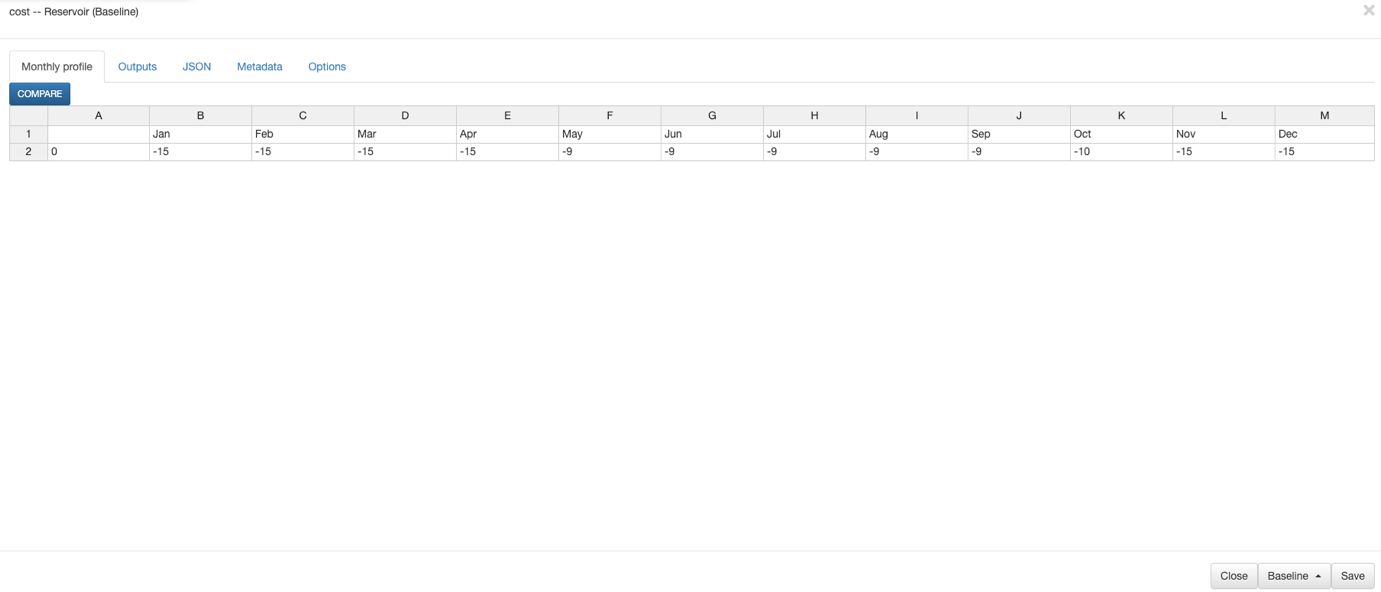 cost -- Reservoir (Baseline)
×
Monthly profile Outputs JSON Metadata Options
COMPARE
A B C D E F G H I J K L M
1 Jan Feb Mar Apr May Jun Jul Aug Sep Oct Nov Dec
2 0 -15 -15 -15 -15 -9 -9 -9 -9 -9 -10 -15 -15
Close Baseline Save